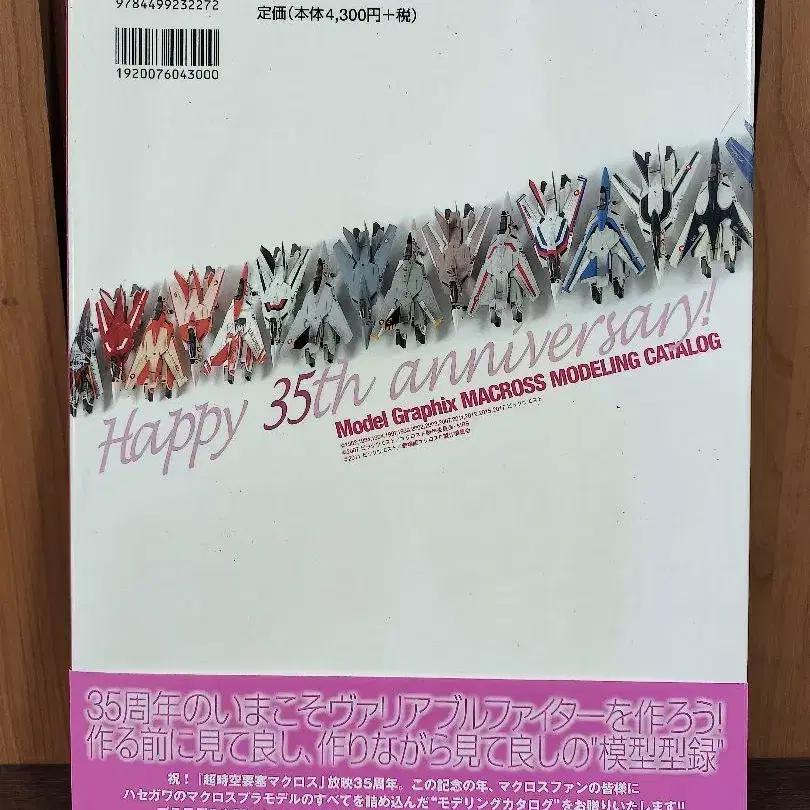 9784499232272
定価(本体4,300円+税)
1920076043000
Happy 35th anniversary!
Model Graphix MACROSS MODELING CATALOG
35周年のいまこそヴァリアブルファイターを作ろう!
作る前に見て良し、作りながら見て良しの"模型型録"
祝!「超時空要塞マクロス」放映35周年。この記念の年、マクロスファンの皆様に
ハセガワのマクロスプラモデルのすべてを詰め込んだ"モデリングカタログ"をお贈りいたします!